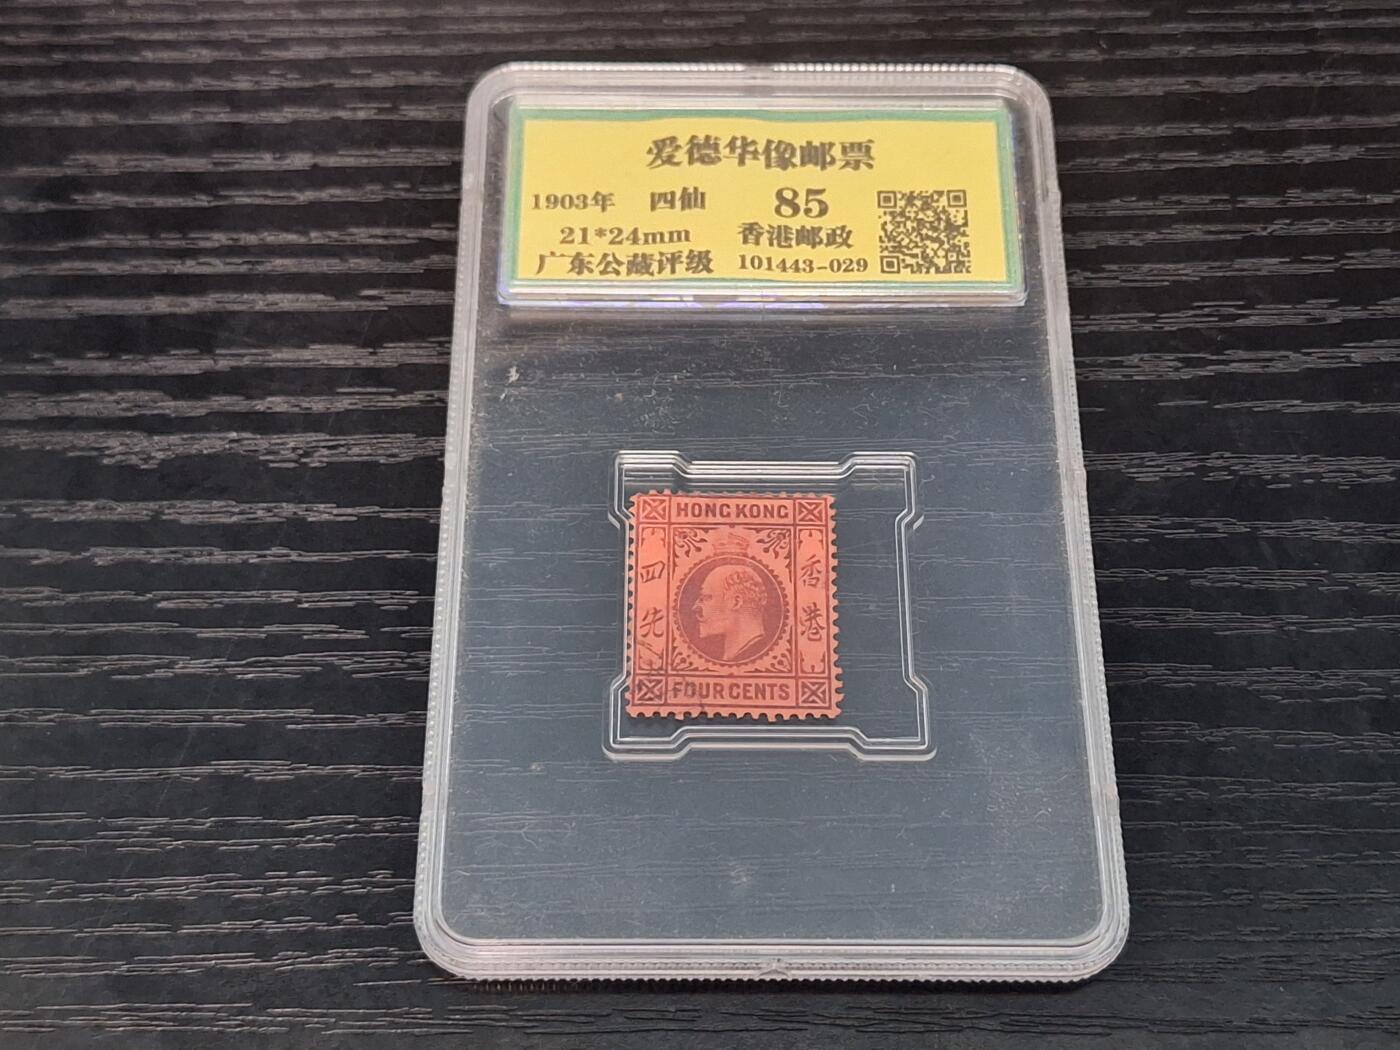 爱德华像邮票
1903年 四仙 85
21*24mm 香港邮政
广东公藏评级 101443-029
HONG KONG
四先
香港
FOUR CENTS